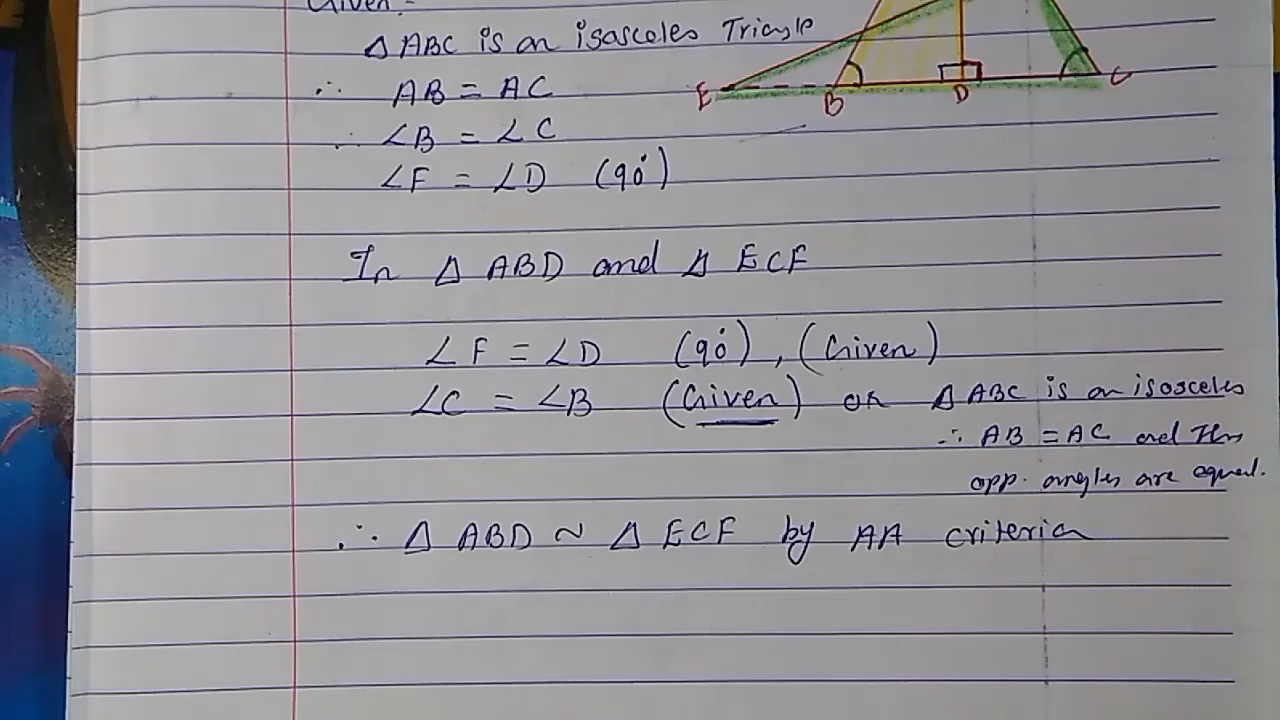 Given:-
Δ ABC is an isosceles Triangle
∴ AB = AC
∴ ∠B = ∠C
∠F = ∠D (90°)
E B D C
In Δ ABD and Δ ECF
∠F = ∠D (90°), (Given)
∠C = ∠B (Given) or Δ ABC is an isosceles
∴ AB = AC and
opp. angles are equal.
∴ Δ ABD ~ Δ ECF by AA criteria